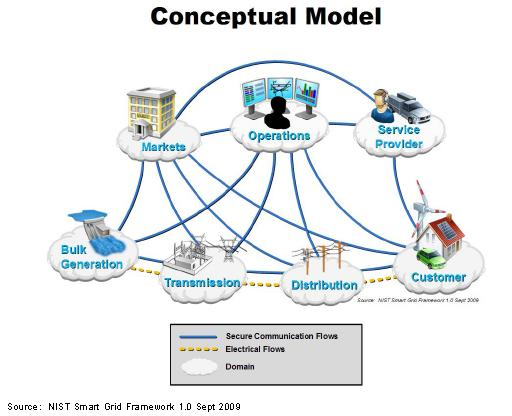 Conceptual Model
Markets
Operations
Service
Provider
Bulk
Generation
Transmission
Distribution
Customer
Source: NIST Smart Grid Framework 1.0 Sept 2009
Secure Communication Flows
Electrical Flows
Domain
Source: NIST Smart Grid Framework 1.0 Sept 2009